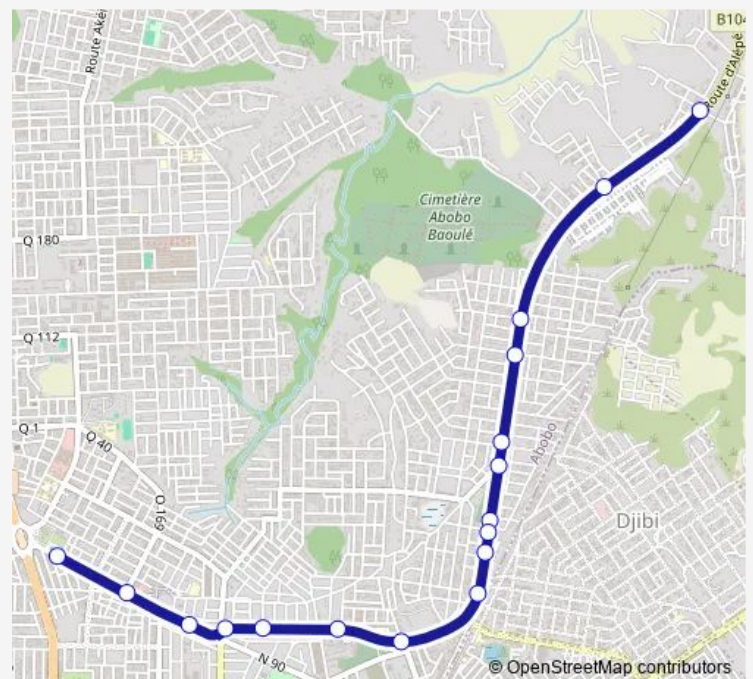 B104
Route Akéi
Route d'Alépé
Cimetière
Abobo
Baoulé
Q 180
Q 112
Q 1
Q 40
Q 169
Abobo
Djibi
N 90
© OpenStreetMap contributors